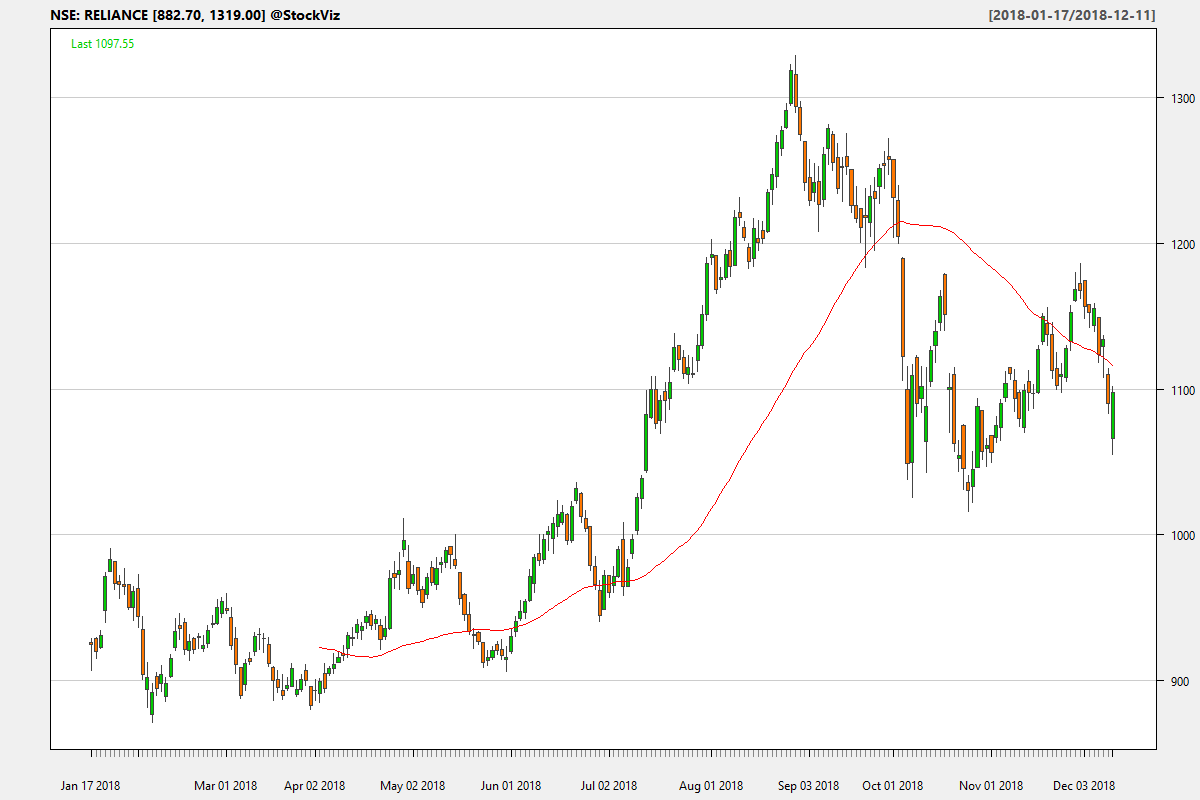 NSE: RELIANCE [882.70, 1319.00] @StockViz [2018-01-17/2018-12-11]
Last 1097.55
1300
1200
1100
1000
900
Jan 17 2018 Mar 01 2018 Apr 02 2018 May 02 2018 Jun 01 2018 Jul 02 2018 Aug 01 2018 Sep 03 2018 Oct 01 2018 Nov 01 2018 Dec 03 2018